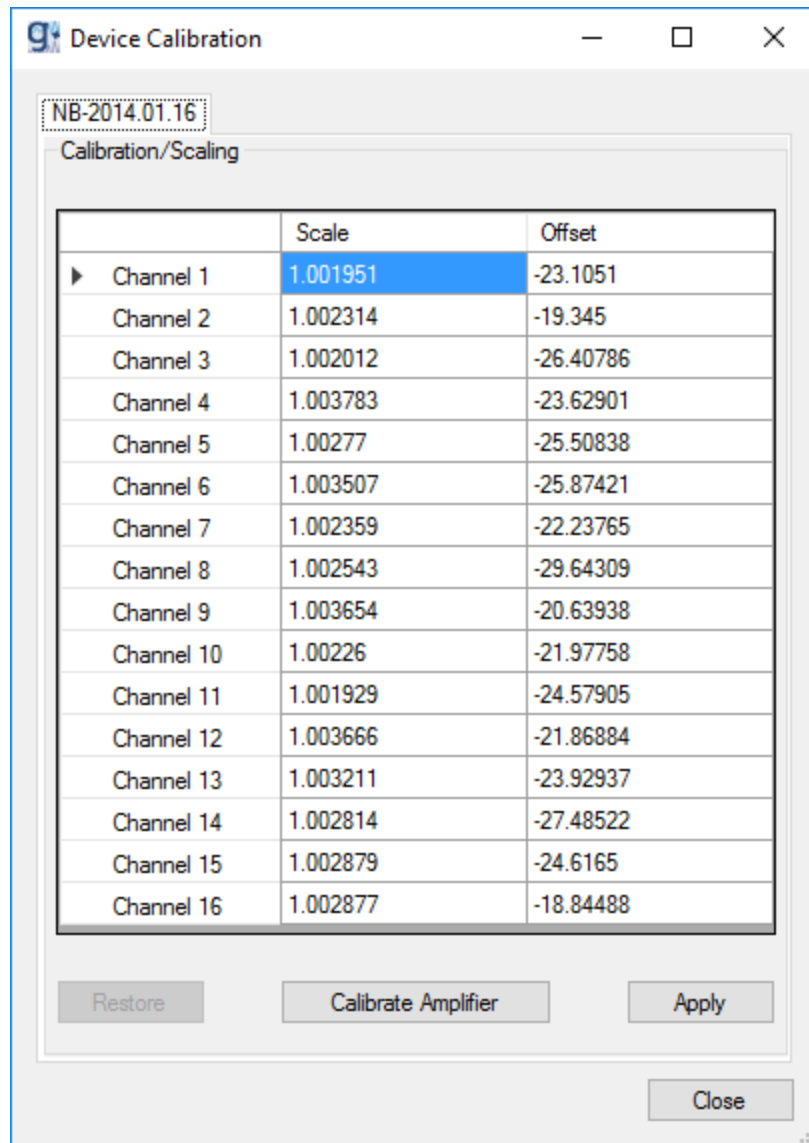 Device Calibration
NB-2014.01.16
Calibration/Scaling
Scale Offset
Channel 1 1.001951 -23.1051
Channel 2 1.002314 -19.345
Channel 3 1.002012 -26.40786
Channel 4 1.003783 -23.62901
Channel 5 1.00277 -25.50838
Channel 6 1.003507 -25.87421
Channel 7 1.002359 -22.23765
Channel 8 1.002543 -29.64309
Channel 9 1.003654 -20.63938
Channel 10 1.00226 -21.97758
Channel 11 1.001929 -24.57905
Channel 12 1.003666 -21.86884
Channel 13 1.003211 -23.92937
Channel 14 1.002814 -27.48522
Channel 15 1.002879 -24.6165
Channel 16 1.002877 -18.84488
Restore Calibrate Amplifier Apply
Close